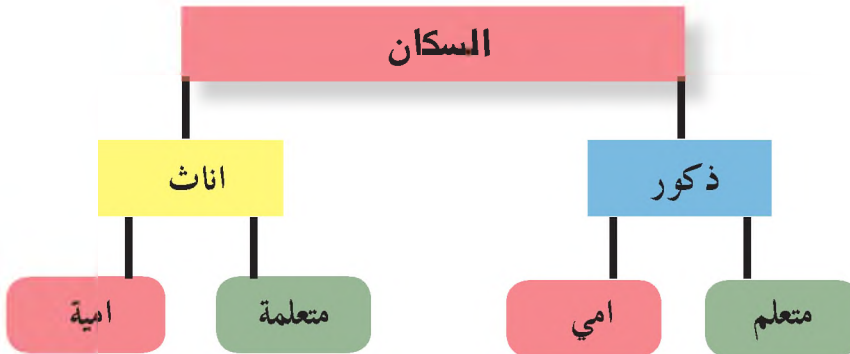 السكان
ذكور
اناث
متعلم
امي
متعلمة
امية